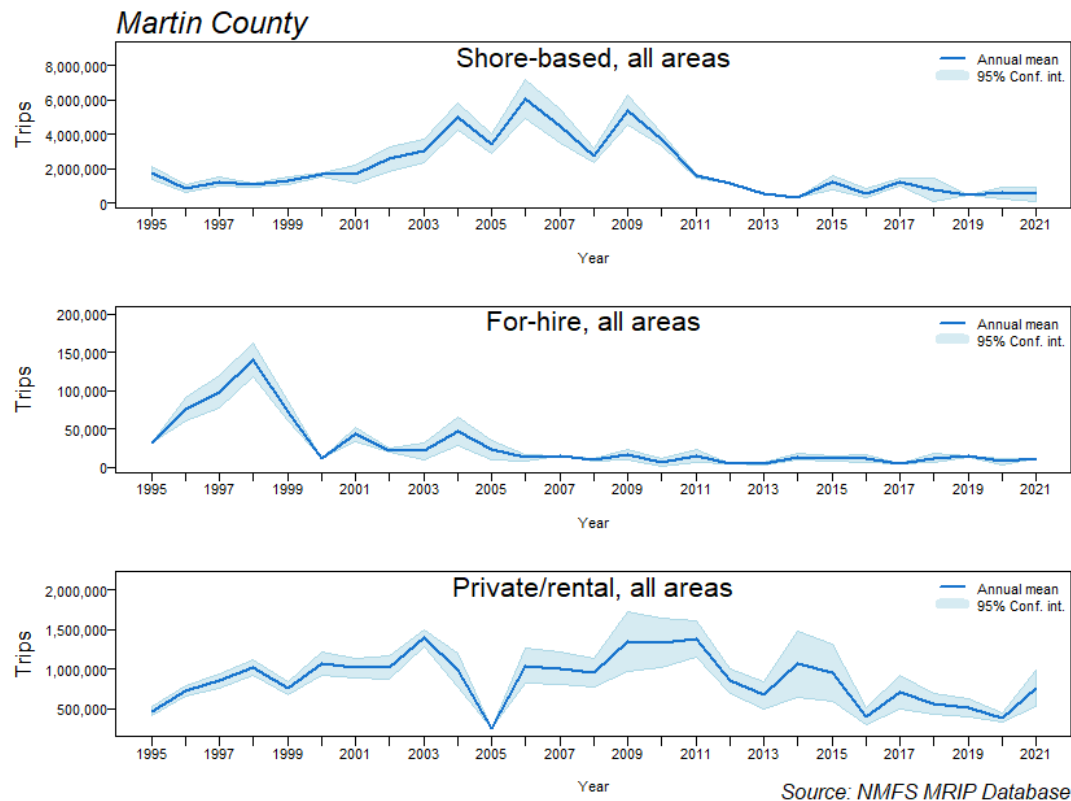 Martin County
Shore-based, all areas
Annual mean
95% Conf. int.
Trips
8,000,000
6,000,000
4,000,000
2,000,000
0
1995 1997 1999 2001 2003 2005 2007 2009 2011 2013 2015 2017 2019 2021
Year
For-hire, all areas
Annual mean
95% Conf. int.
Trips
200,000
150,000
100,000
50,000
0
1995 1997 1999 2001 2003 2005 2007 2009 2011 2013 2015 2017 2019 2021
Year
Private/rental, all areas
Annual mean
95% Conf. int.
Trips
2,000,000
1,500,000
1,000,000
500,000
1995 1997 1999 2001 2003 2005 2007 2009 2011 2013 2015 2017 2019 2021
Year
Source: NMFS MRIP Database